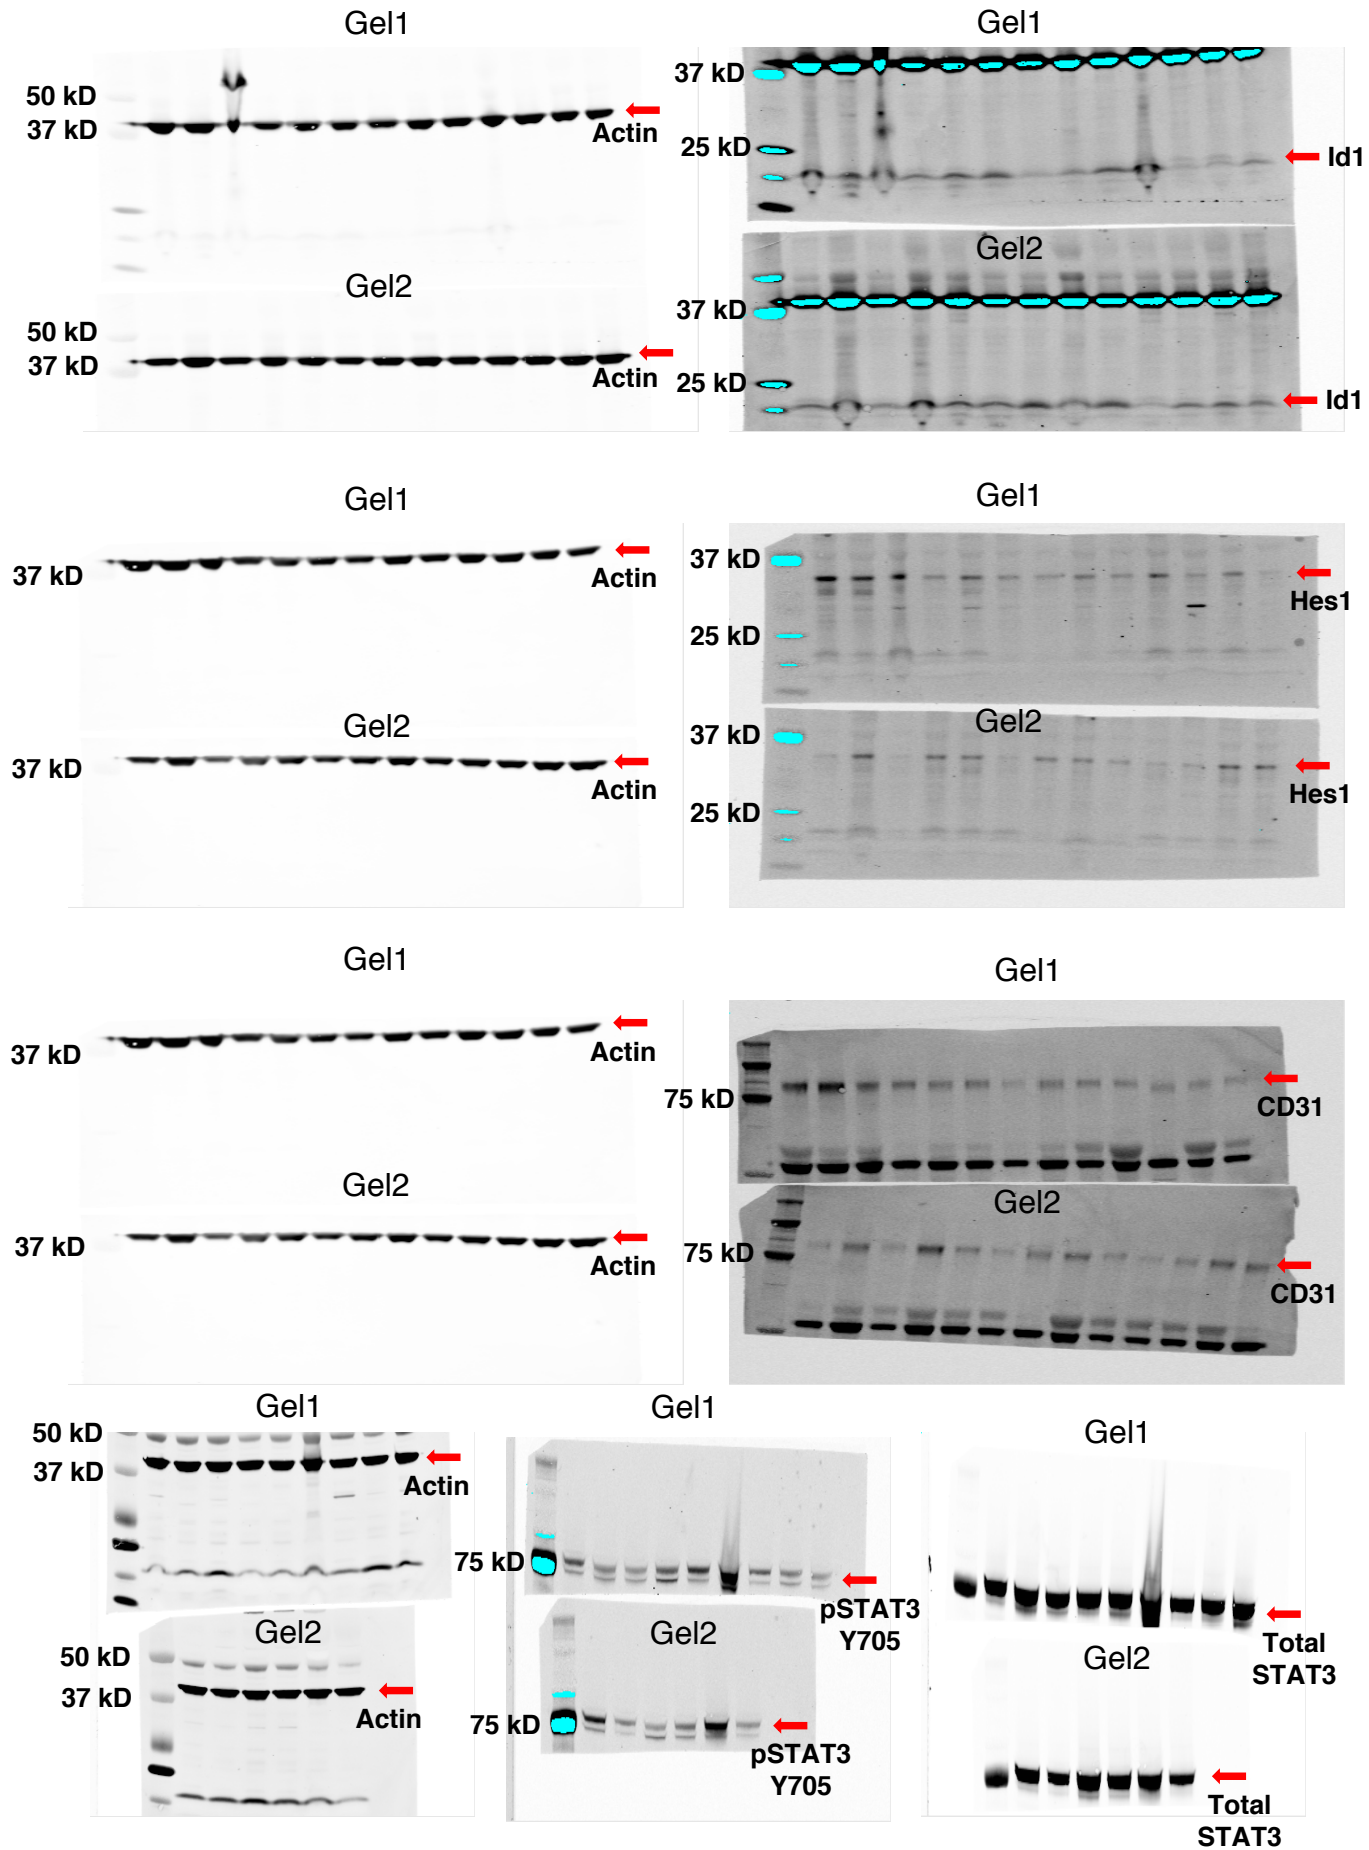 Gel1
50 kD
37 kD
Actin
Gel2
50 kD
37 kD
Actin
Gel1
37 kD
25 kD
Id1
Gel2
37 kD
25 kD
Id1
Gel1
37 kD
Actin
Gel2
37 kD
Actin
Gel1
37 kD
Hes1
25 kD
Gel2
37 kD
Hes1
25 kD
Gel1
37 kD
Actin
Gel2
37 kD
Actin
Gel1
75 kD
CD31
Gel2
75 kD
CD31
Gel1
50 kD
37 kD
Actin
Gel2
50 kD
37 kD
Actin
Gel1
75 kD
pSTAT3
Y705
Gel2
75 kD
pSTAT3
Y705
Gel1
Total
STAT3
Gel2
Total
STAT3